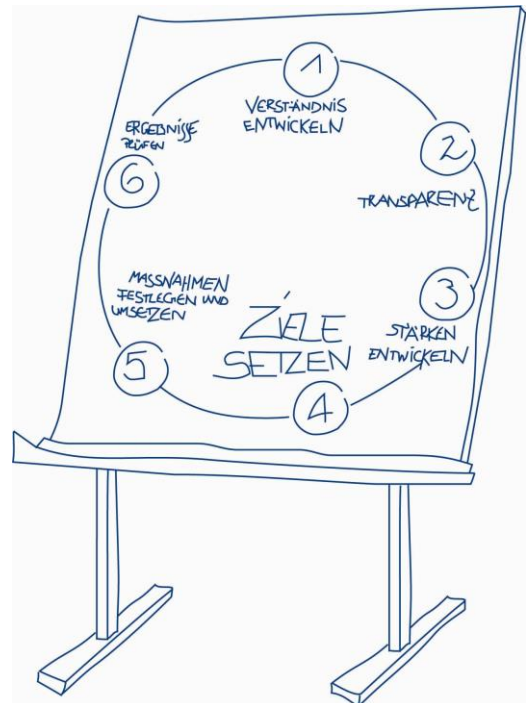 1
VERSTÄNDNIS
ENTWICKELN
2
TRANSPARENZ
3
STÄRKEN
ENTWICKELN
4
ZIELE
SETZEN
5
MASSNAHMEN
FESTLEGEN UND
UMSETZEN
6
ERGEBNISSE
PRÜFEN